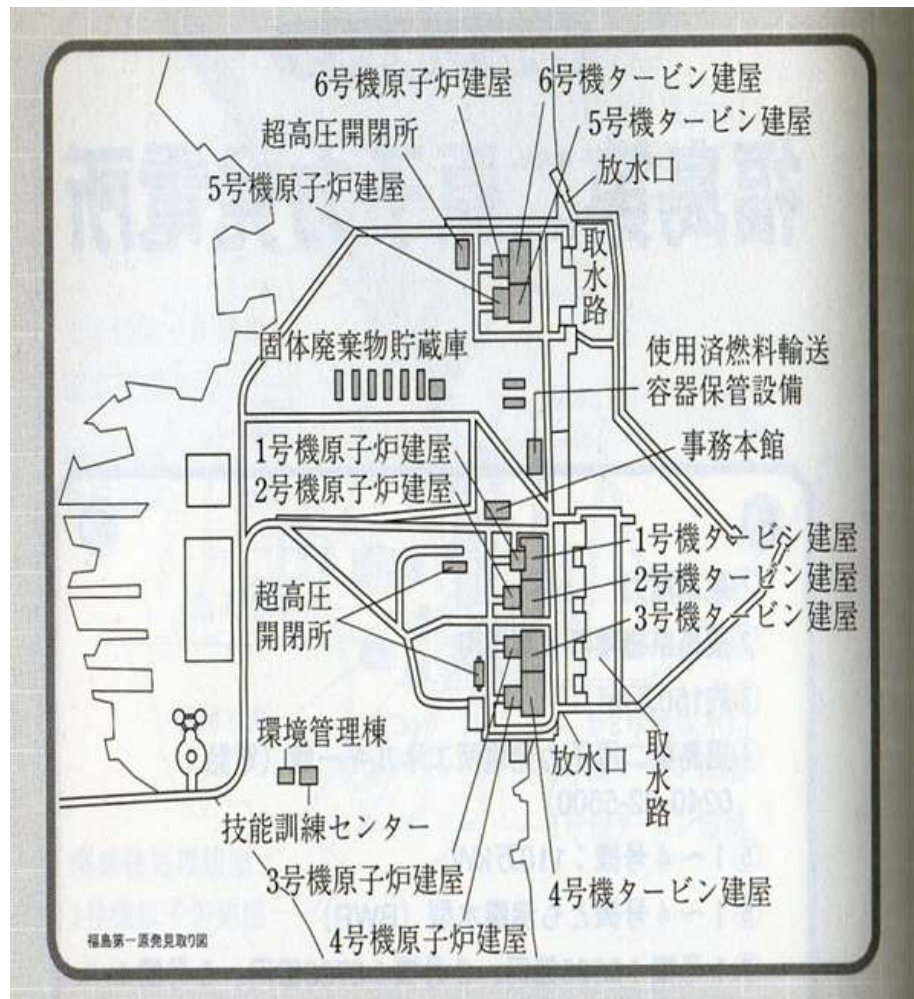 6号機原子炉建屋
6号機タービン建屋
超高圧開閉所
5号機タービン建屋
5号機原子炉建屋
放水口
取水路
固体廃棄物貯蔵庫
使用済燃料輸送
容器保管設備
1号機原子炉建屋
事務本館
2号機原子炉建屋
1号機タービン建屋
2号機タービン建屋
3号機タービン建屋
超高圧
開閉所
環境管理棟
放水口
取水路
技能訓練センター
3号機原子炉建屋
4号機タービン建屋
4号機原子炉建屋
福島第一原発見取り図